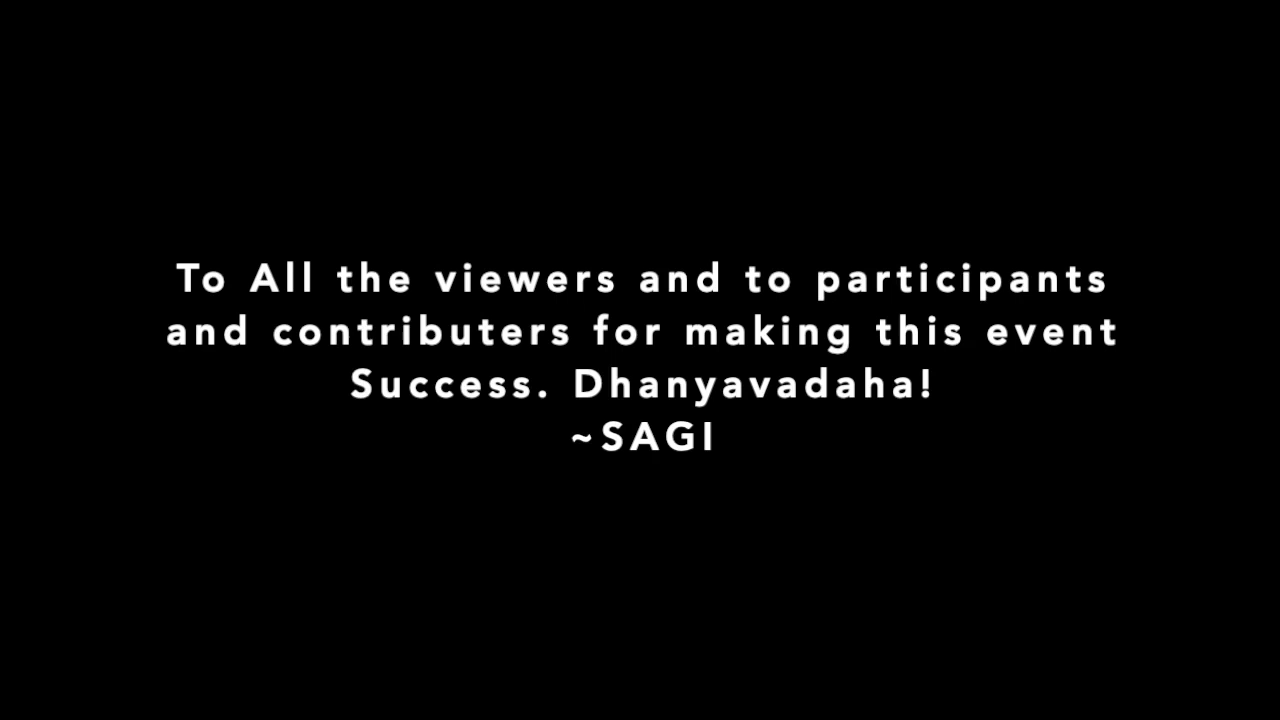 To All the viewers and to participants
and contributers for making this event
Success. Dhanyavadaha!
~SAGI